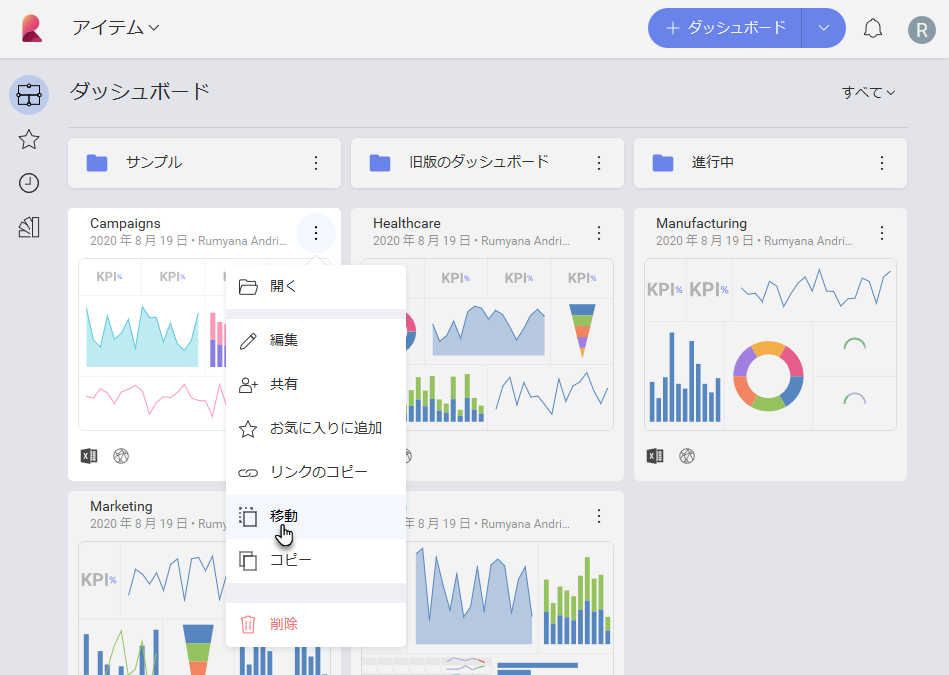 アイテム
ダッシュボード
R
ダッシュボード
すべて
サンプル
旧版のダッシュボード
進行中
Campaigns
2020 年 8 月 19 日 • Rumyana Andri...
Healthcare
2020 年 8 月 19 日 • Rumyana Andri...
Manufacturing
2020 年 8 月 19 日 • Rumyana Andri...
KPI%
KPI%
KPI%
KPI%
KPI%
KPI%
KPI%
開く
編集
共有
お気に入りに追加
リンクのコピー
移動
コピー
削除
Marketing
2020 年 8 月 19 日 • Rumy
年 8 月 19 日 • Rumyana Andri...
KPI%